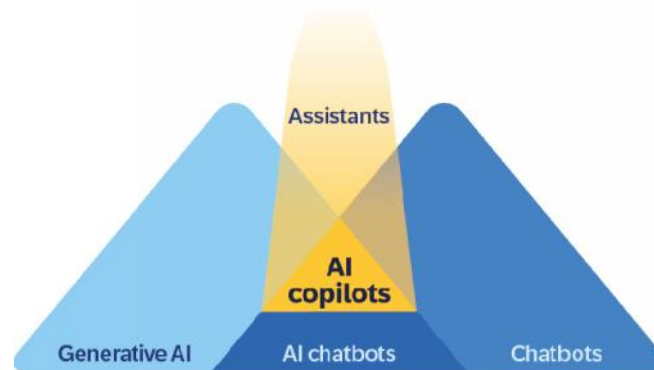 Assistants
AI
copilots
Generative AI
AI chatbots
Chatbots